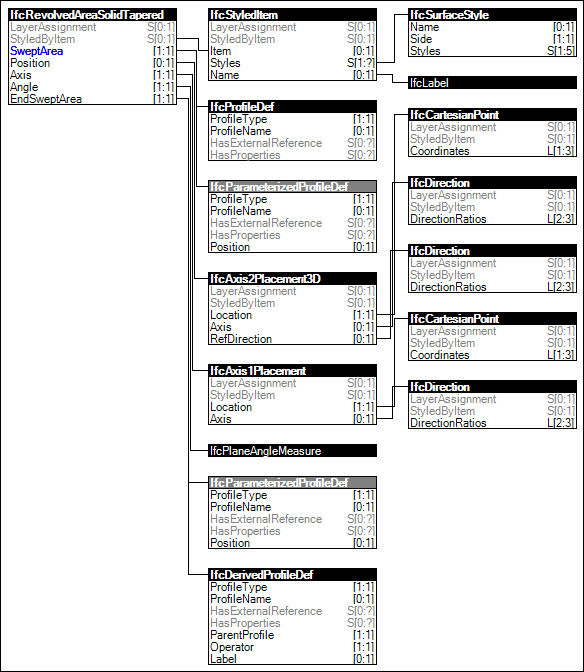 IfcRevolvedAreaSolidTapered
LayerAssignment S[0:1]
StyledByItem S[0:1]
SweptArea [1:1]
Position [0:1]
Axis [1:1]
Angle [1:1]
EndSweptArea [1:1]
IfcStyledItem
LayerAssignment S[0:1]
StyledByItem S[0:1]
Item [0:1]
Styles S[1:?]
Name [0:1]
IfcProfileDef
ProfileType [1:1]
ProfileName [0:1]
HasExternalReference S[0:?]
HasProperties S[0:?]
IfcParameterizedProfileDef
ProfileType [1:1]
ProfileName [0:1]
HasExternalReference S[0:?]
HasProperties S[0:?]
Position [0:1]
IfcAxis2Placement3D
LayerAssignment S[0:1]
StyledByItem S[0:1]
Location [1:1]
Axis [0:1]
RefDirection [0:1]
IfcAxis1Placement
LayerAssignment S[0:1]
StyledByItem S[0:1]
Location [1:1]
Axis [0:1]
IfcPlaneAngleMeasure
IfcParameterizedProfileDef
ProfileType [1:1]
ProfileName [0:1]
HasExternalReference S[0:?]
HasProperties S[0:?]
Position [0:1]
IfcDerivedProfileDef
ProfileType [1:1]
ProfileName [0:1]
HasExternalReference S[0:?]
HasProperties S[0:?]
ParentProfile [1:1]
Operator [1:1]
Label [0:1]
IfcSurfaceStyle
Name [0:1]
Side [1:1]
Styles S[1:5]
IfcLabel
IfcCartesianPoint
LayerAssignment S[0:1]
StyledByItem S[0:1]
Coordinates L[1:3]
IfcDirection
LayerAssignment S[0:1]
StyledByItem S[0:1]
DirectionRatios L[2:3]
IfcDirection
LayerAssignment S[0:1]
StyledByItem S[0:1]
DirectionRatios L[2:3]
IfcCartesianPoint
LayerAssignment S[0:1]
StyledByItem S[0:1]
Coordinates L[1:3]
IfcDirection
LayerAssignment S[0:1]
StyledByItem S[0:1]
DirectionRatios L[2:3]